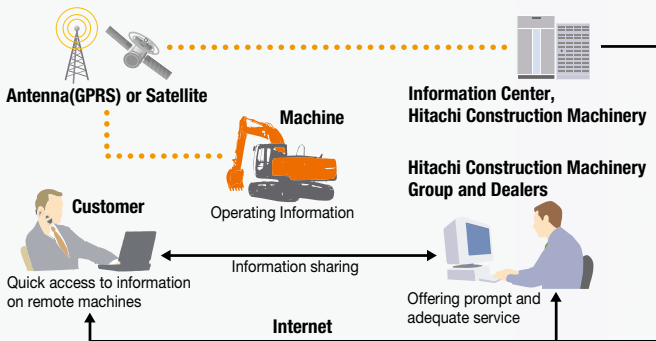 Antenna(GPRS) or Satellite
Information Center,
Hitachi Construction Machinery
Machine
Operating Information
Hitachi Construction Machinery
Group and Dealers
Customer
Quick access to information
on remote machines
Information sharing
Offering prompt and
adequate service
Internet